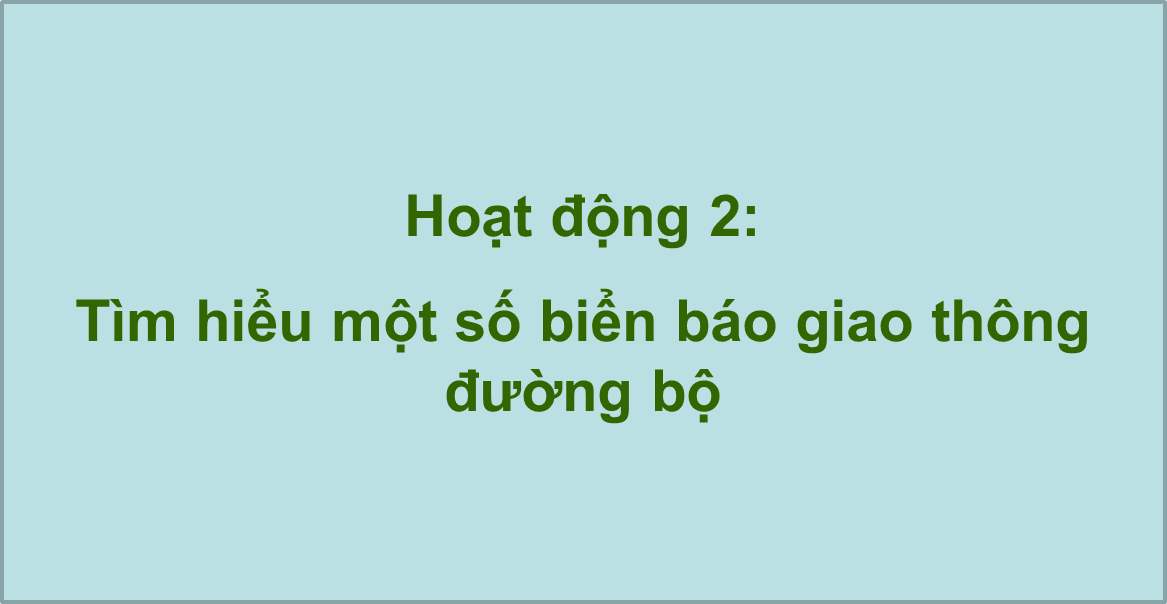 Hoạt động 2:
Tìm hiểu một số biển báo giao thông
đường bộ